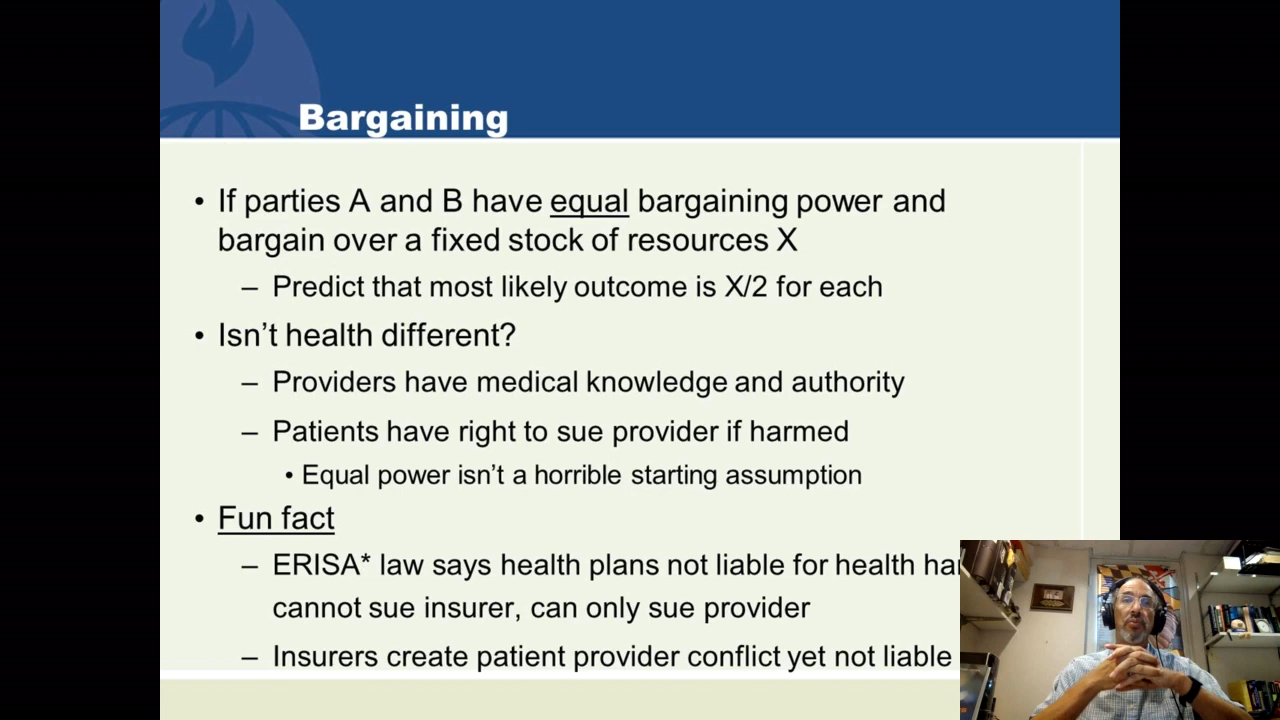 Bargaining
• If parties A and B have equal bargaining power and
bargain over a fixed stock of resources X
– Predict that most likely outcome is X/2 for each
• Isn't health different?
– Providers have medical knowledge and authority
– Patients have right to sue provider if harmed
• Equal power isn't a horrible starting assumption
• Fun fact
– ERISA* law says health plans not liable for health
cannot sue insurer, can only sue provider
– Insurers create patient provider conflict yet not liable